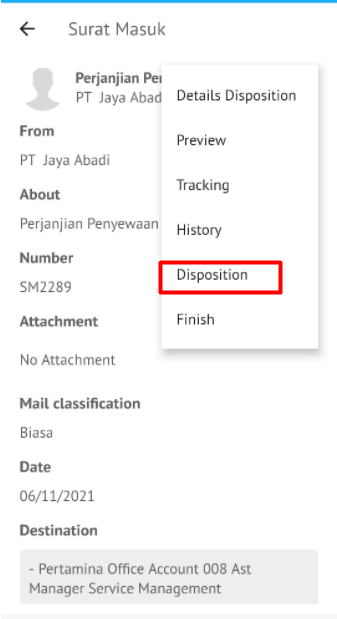 Surat Masuk
Perjanjian
PT Jaya Abad
From
PT Jaya Abadi
About
Perjanjian Penyewaan
Number
SM2289
Attachment
No Attachment
Mail classification
Biasa
Date
06/11/2021
Destination
- Pertamina Office Account 008 Ast
Manager Service Management
Details Disposition
Preview
Tracking
History
Disposition
Finish